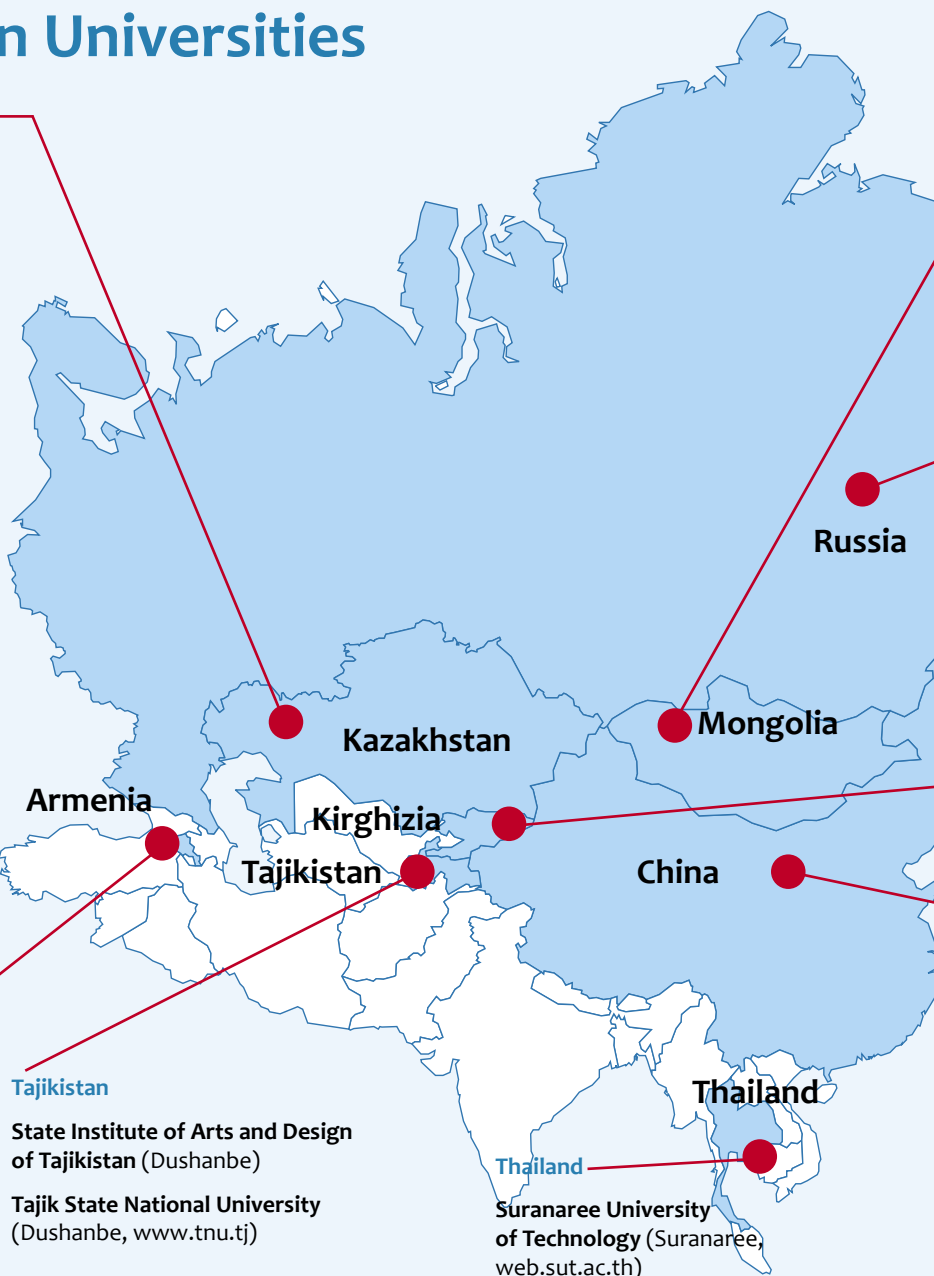 n Universities
Russia
Mongolia
Kazakhstan
Armenia
Kirghizia
Tajikistan
China
Thailand
Tajikistan
State Institute of Arts and Design
of Tajikistan (Dushanbe)
Tajik State National University
(Dushanbe, www.tnu.tj)
Thailand
Suranaree University
of Technology (Suranaree,
web.sut.ac.th)